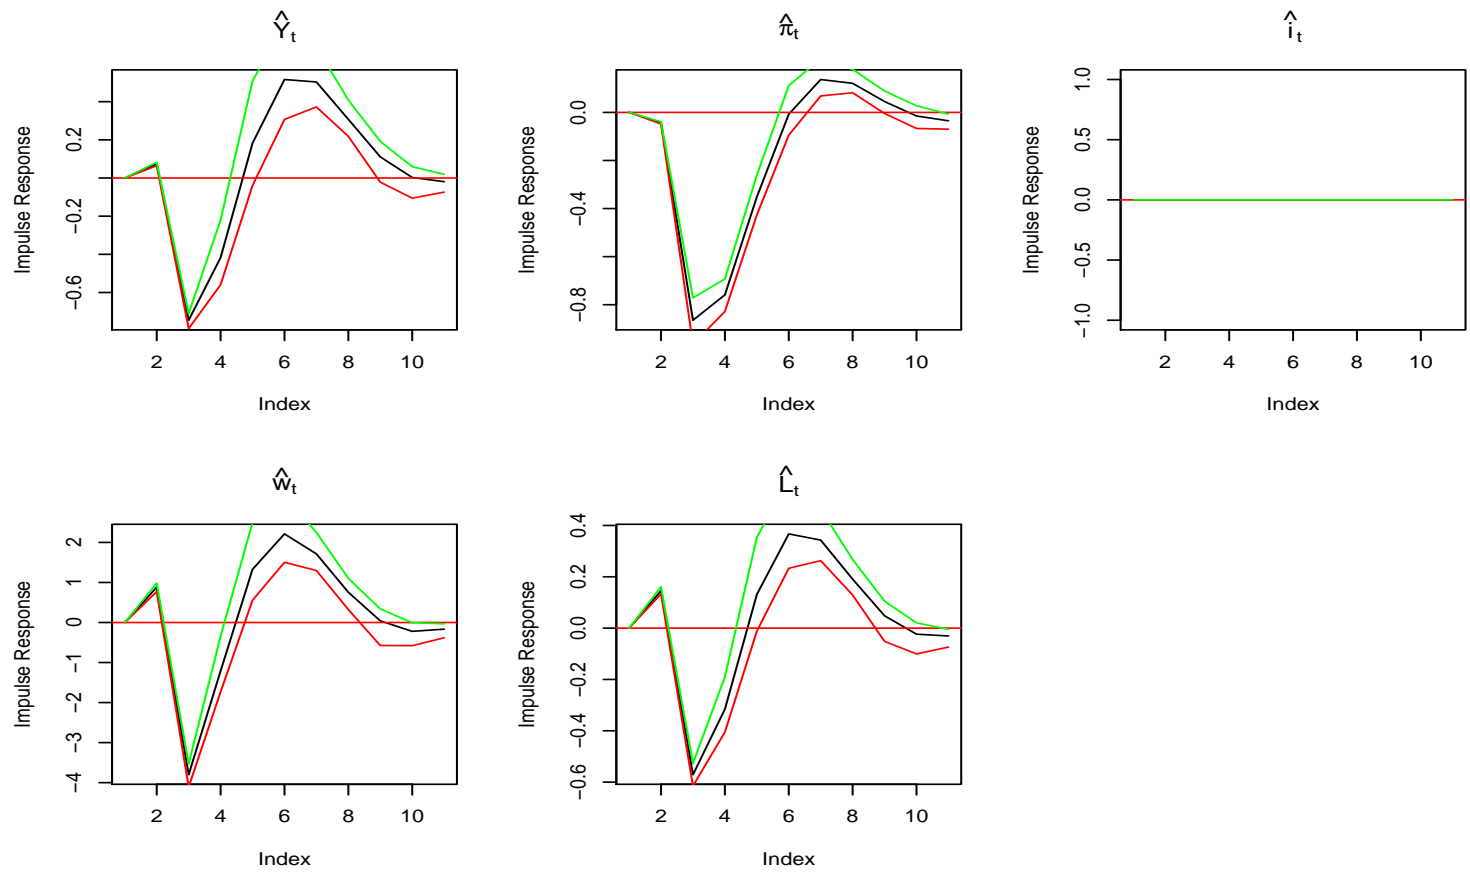 Ŷₜ
Impulse Response
0.2
−0.2
−0.6
2 4 6 8 10
Index
π̂ₜ
Impulse Response
0.0
−0.4
−0.8
2 4 6 8 10
Index
îₜ
Impulse Response
1.0
0.5
0.0
−0.5
−1.0
2 4 6 8 10
Index
ŵₜ
Impulse Response
2
1
0
−1
−2
−3
−4
2 4 6 8 10
Index
L̂ₜ
Impulse Response
0.4
0.2
0.0
−0.2
−0.4
−0.6
2 4 6 8 10
Index